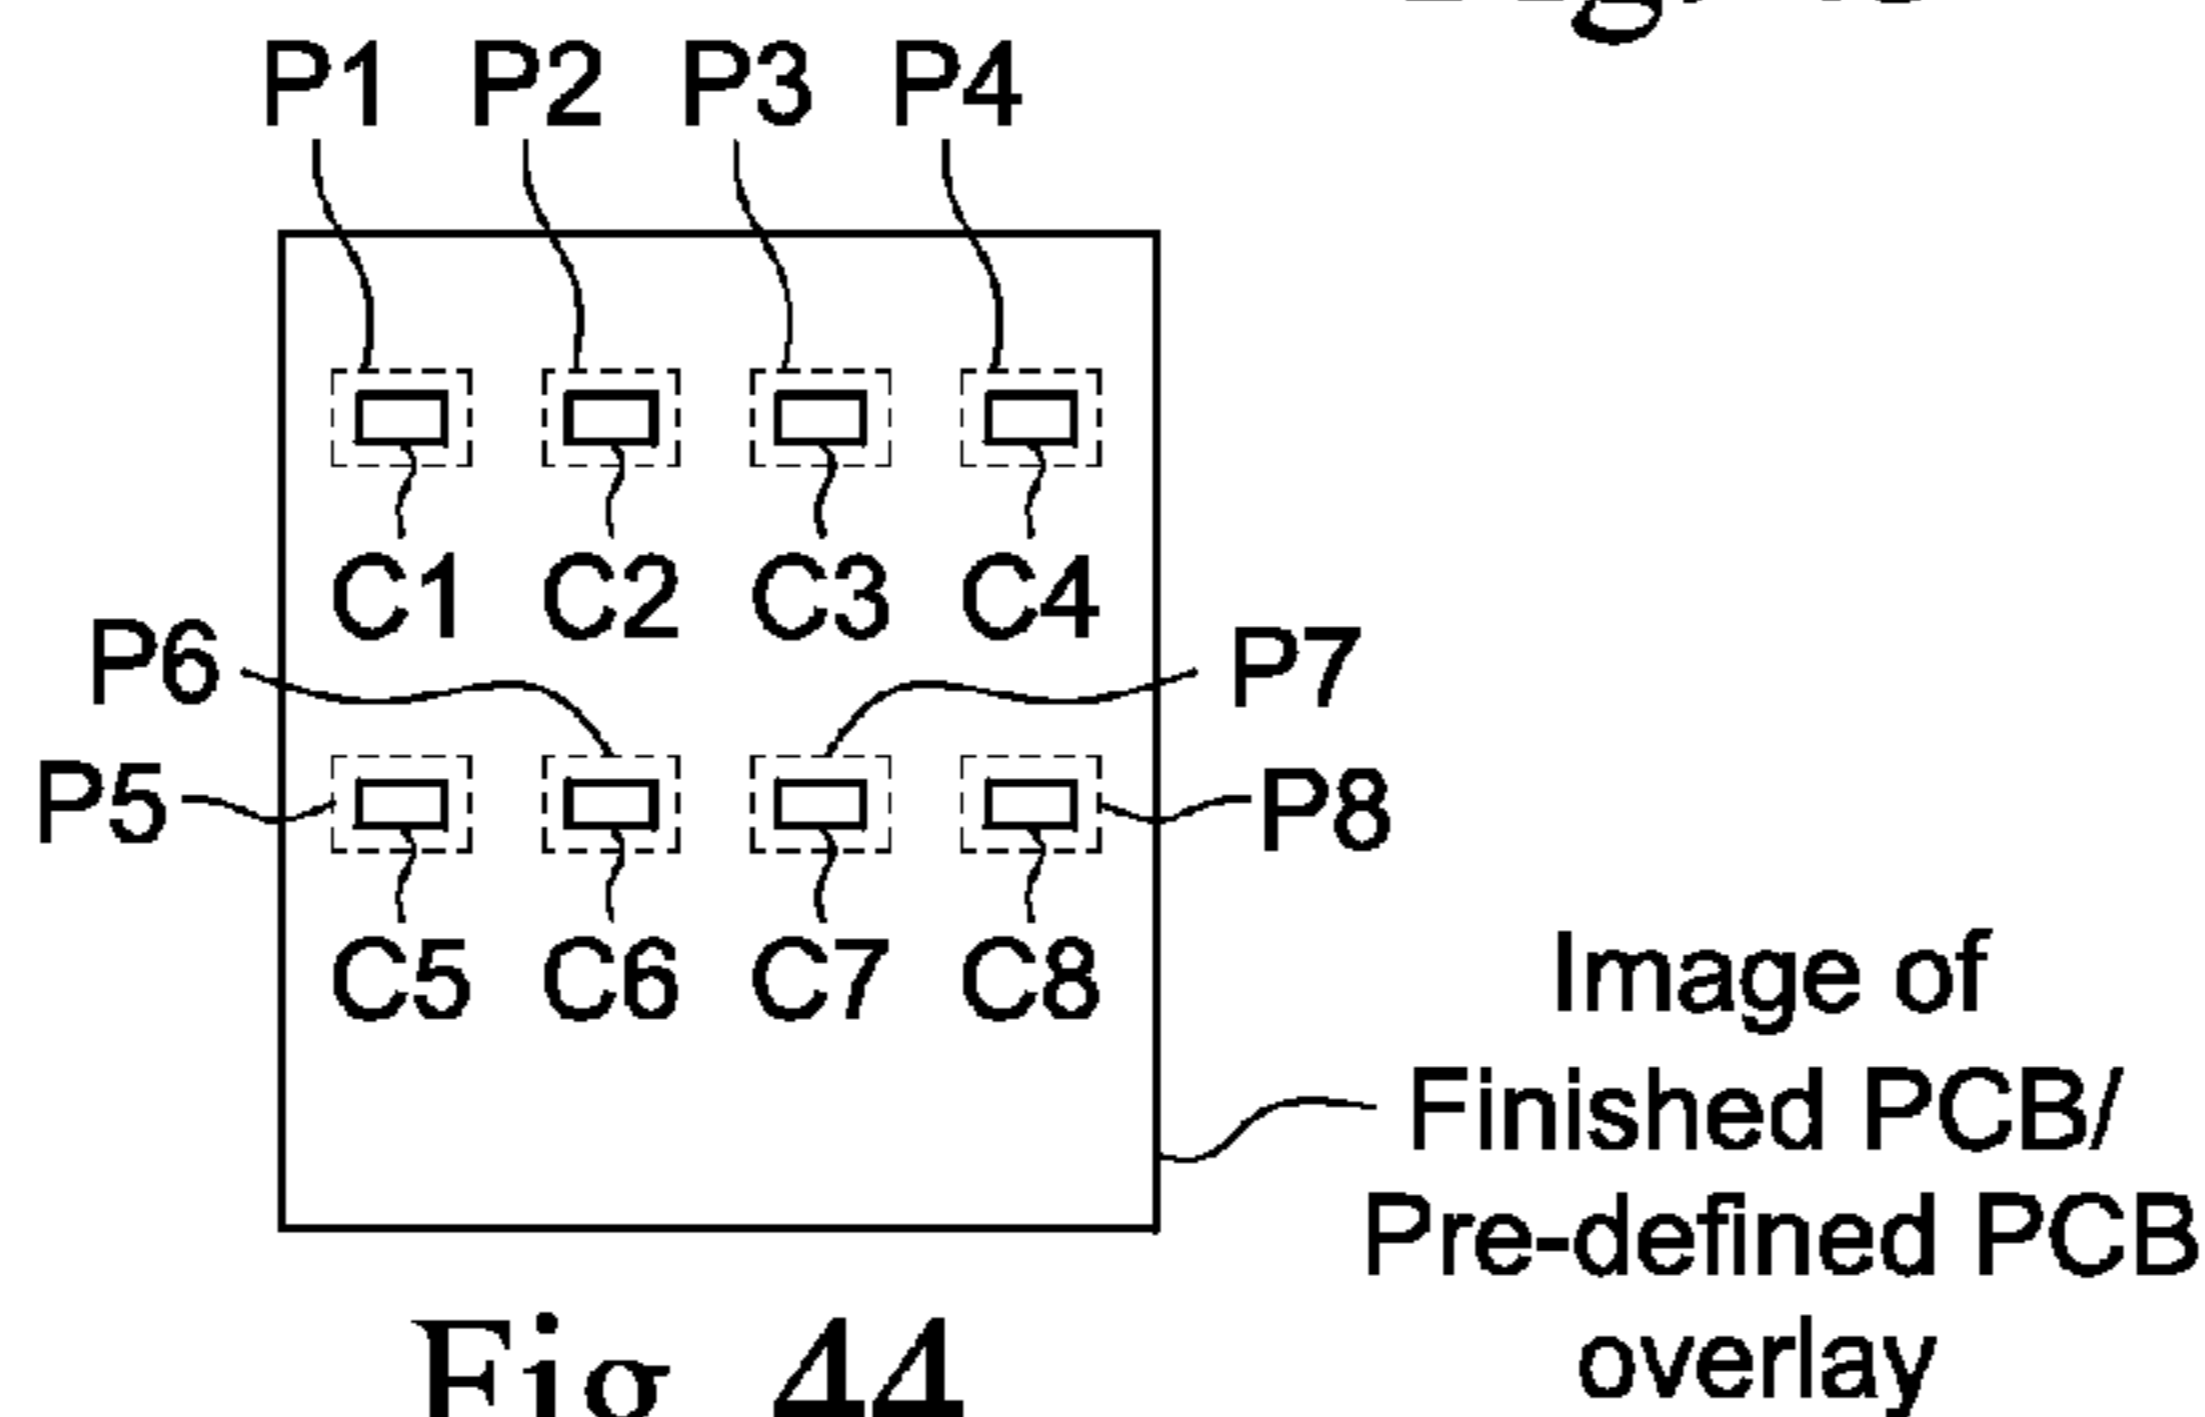 P1 P2 P3 P4
C1 C2 C3 C4
P6 P7
P5 P8
C5 C6 C7 C8
Image of
Finished PCB/
Pre-defined PCB
overlay
Fig. 44